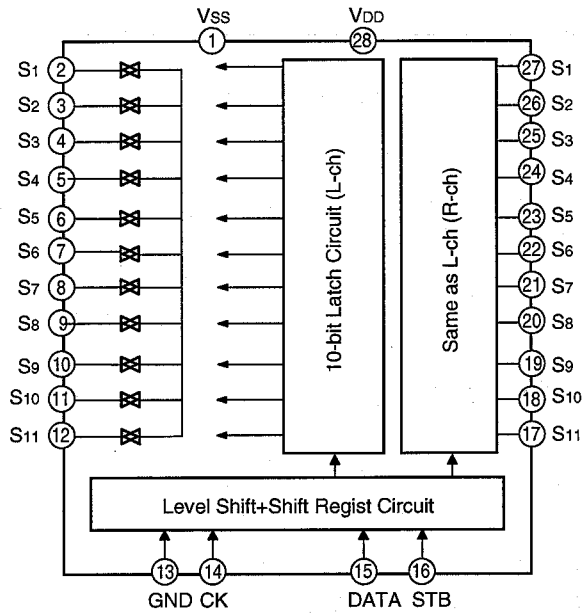 VSS VDD
1 28
S1 2 27 S1
S2 3 26 S2
S3 4 25 S3
S4 5 24 S4
S5 6 23 S5
S6 7 22 S6
S7 8 21 S7
S8 9 20 S8
S9 10 19 S9
S10 11 18 S10
S11 12 17 S11
10-bit Latch Circuit (L-ch)
Same as L-ch (R-ch)
Level Shift+Shift Regist Circuit
13 14 15 16
GND CK DATA STB